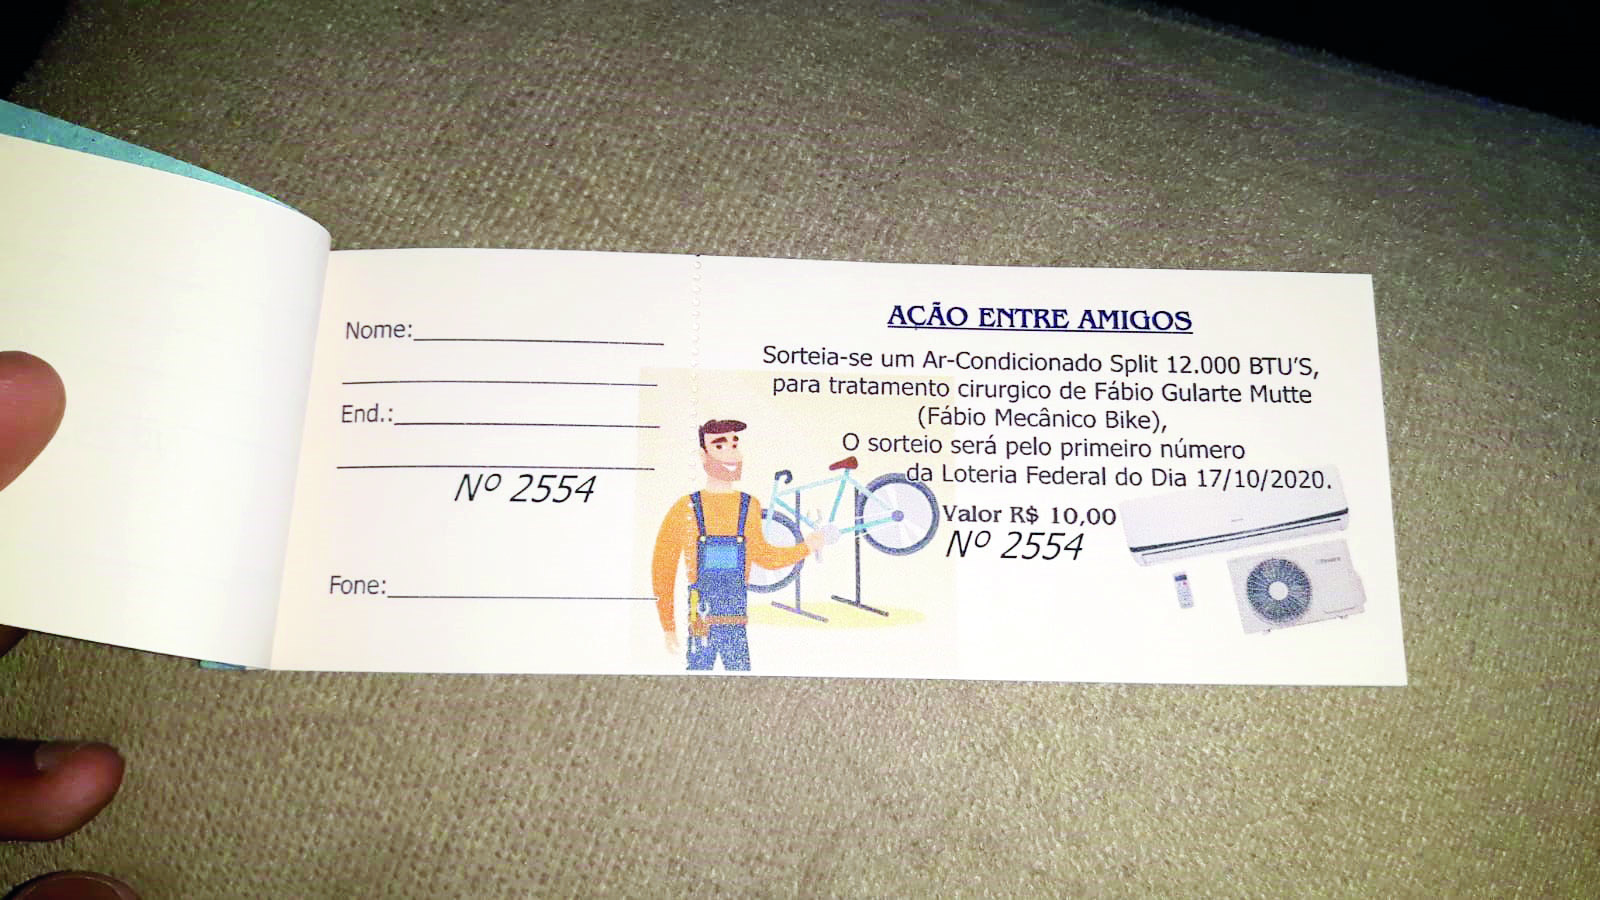 Nome:
End.:
Nº 2554
Fone:
AÇÃO ENTRE AMIGOS
Sorteia-se um Ar-Condicionado Split 12.000 BTU'S,
para tratamento cirurgico de Fábio Gularte Mutte
(Fábio Mecânico Bike),
O sorteio será pelo primeiro número
da Loteria Federal do Dia 17/10/2020.
Valor R$ 10,00
Nº 2554